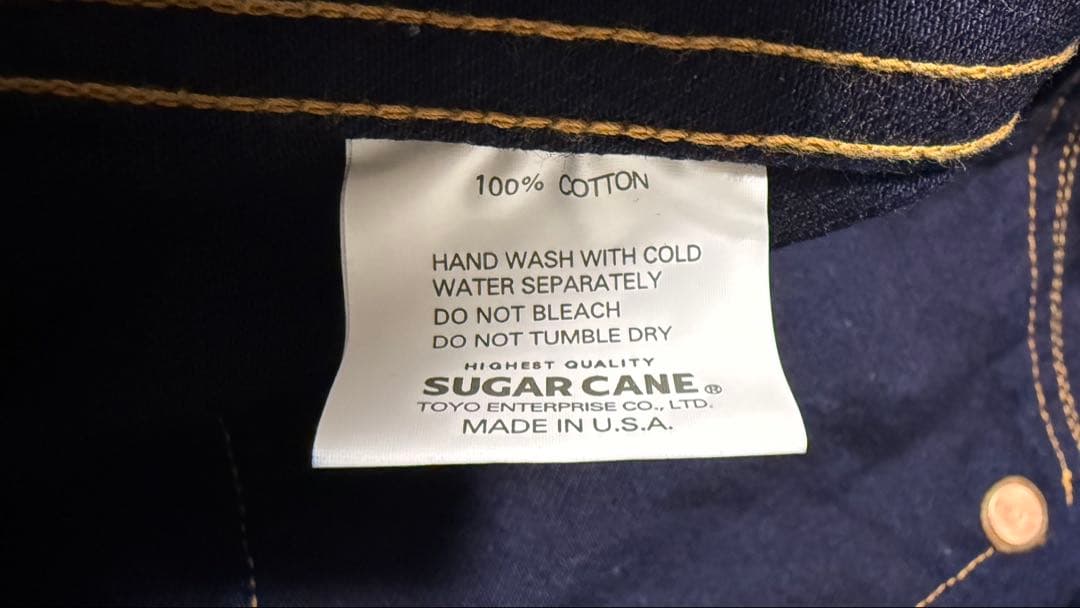 100% COTTON
HAND WASH WITH COLD
WATER SEPARATELY
DO NOT BLEACH
DO NOT TUMBLE DRY
HIGHEST QUALITY
SUGAR CANE®
TOYO ENTERPRISE CO., LTD.
MADE IN U.S.A.